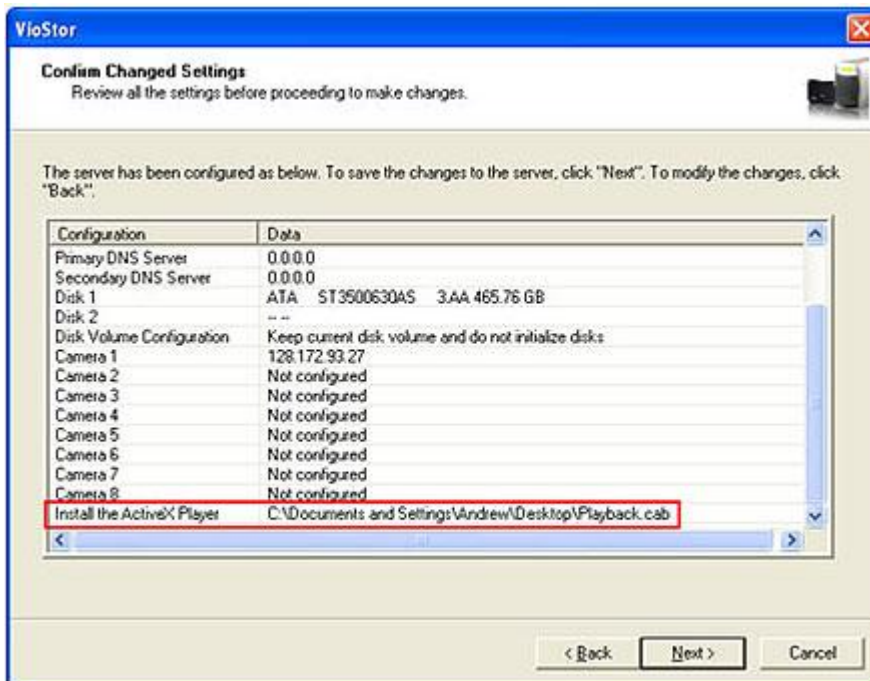 VioStor
Confirm Changed Settings
Review all the settings before proceeding to make changes.
The server has been configured as below. To save the changes to the server, click "Next". To modify the changes, click
"Back".
Configuration Data
Primary DNS Server 0.0.0.0
Secondary DNS Server 0.0.0.0
Disk 1 ATA ST3500630AS 3.AA 465.76 GB
Disk 2 -- --
Disk Volume Configuration Keep current disk volume and do not initialize disks
Camera 1 128.172.93.27
Camera 2 Not configured
Camera 3 Not configured
Camera 4 Not configured
Camera 5 Not configured
Camera 6 Not configured
Camera 7 Not configured
Camera 8 Not configured
Install the ActiveX Player C:\Documents and Settings\Andrew\Desktop\Playback.cab
< Back Next > Cancel